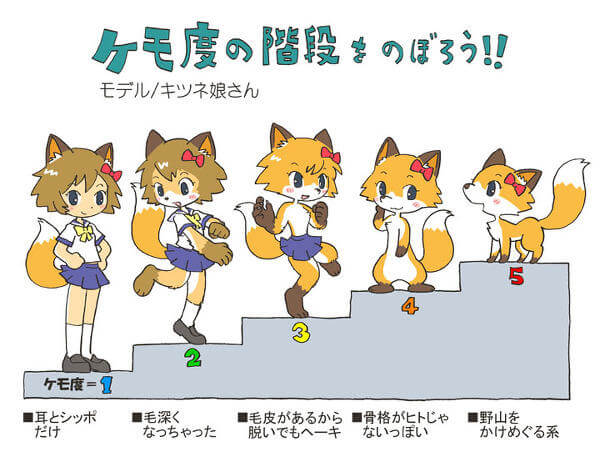 ケモ度の階段をのぼろう!!
モデル/キツネ娘さん
ケモ度=1
2
3
4
5
■耳とシッポ
だけ
■毛深く
なっちゃった
■毛皮があるから
脱いでもヘーキ
■骨格がヒトじゃ
ないっぽい
■野山を
かけめぐる系